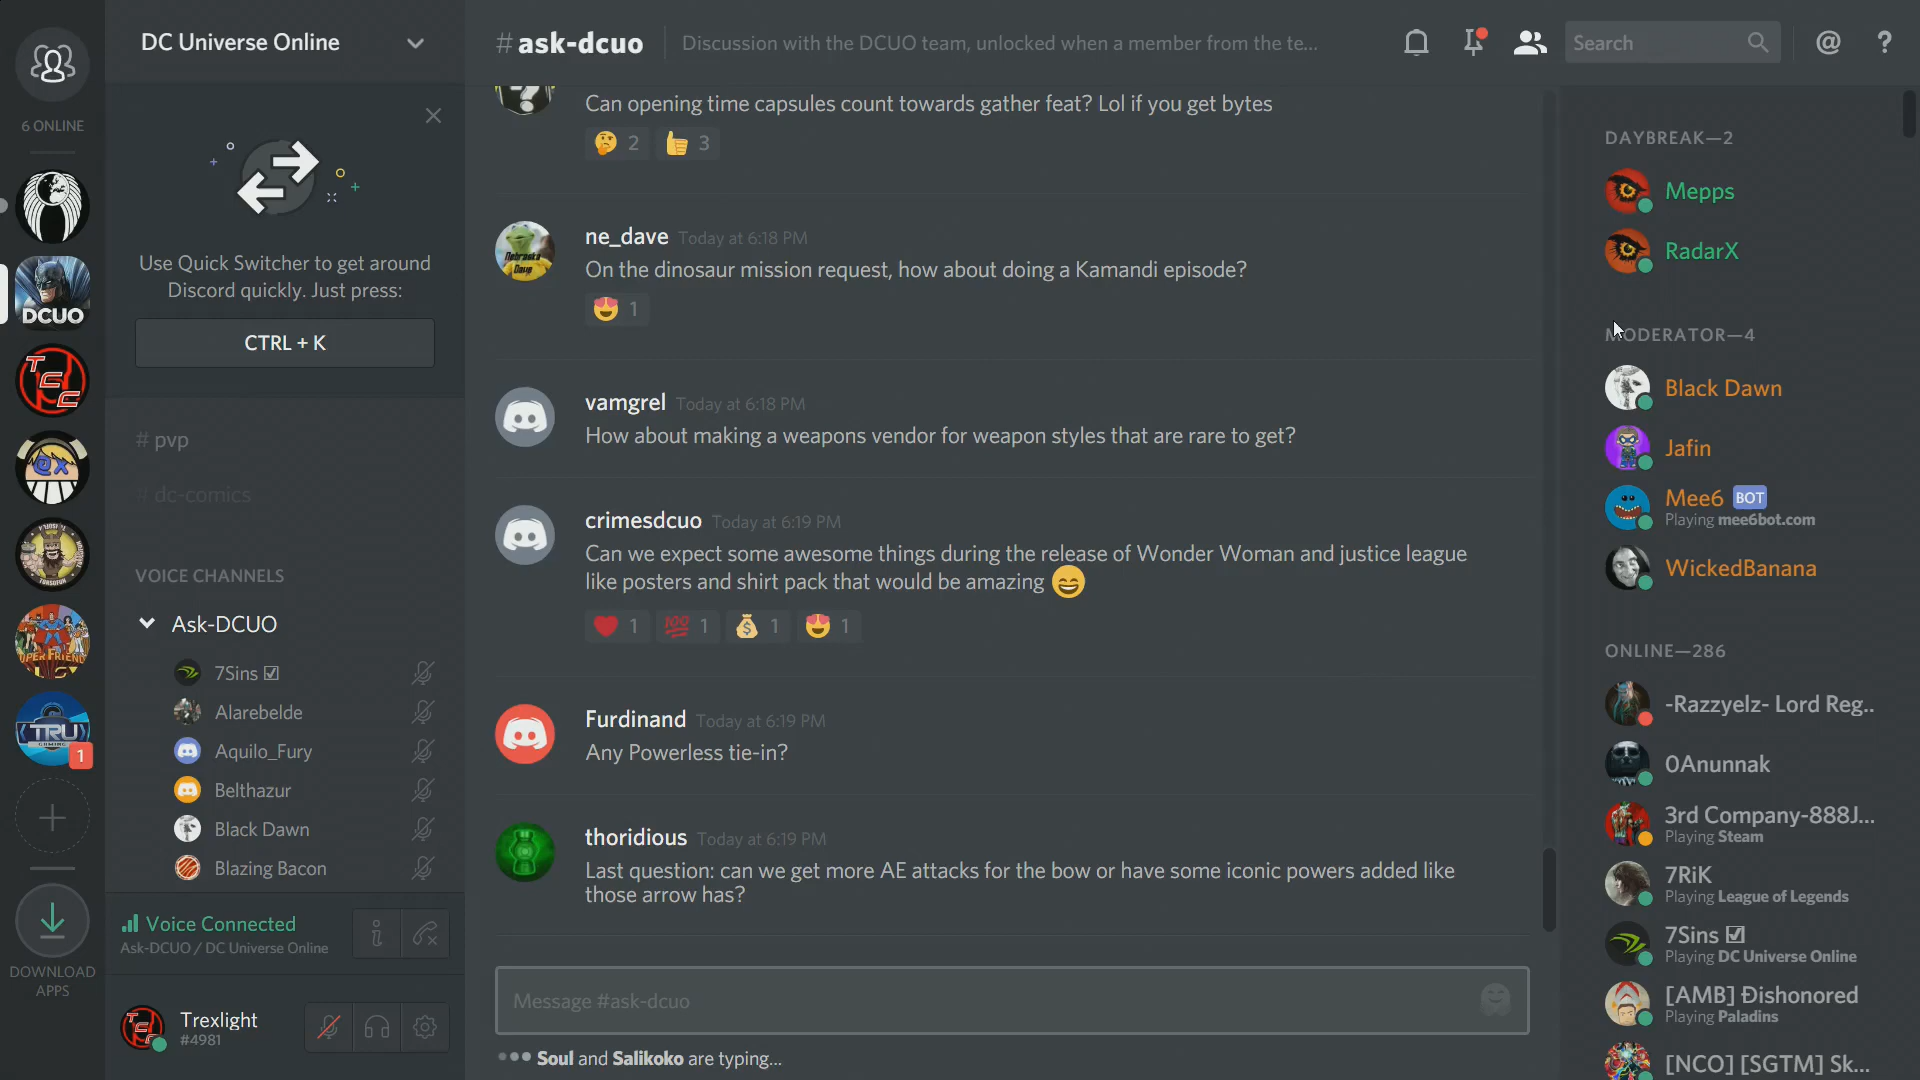 6 ONLINE
DCUO
TCC
TRU
GAMING
1
DOWNLOAD
APPS
DC Universe Online
Use Quick Switcher to get around
Discord quickly. Just press:
CTRL + K
# pvp
# dc-comics
VOICE CHANNELS
Ask-DCUO
7Sins ☑
Alarebelde
Aquilo_Fury
Belthazur
Black Dawn
Blazing Bacon
Voice Connected
Ask-DCUO / DC Universe Online
Trexlight
#4981
# ask-dcuo
Discussion with the DCUO team, unlocked when a member from the te...
Search
@ ?
Can opening time capsules count towards gather feat? Lol if you get bytes
🤔 2 👍 3
ne_dave Today at 6:18 PM
On the dinosaur mission request, how about doing a Kamandi episode?
😍 1
vamgrel Today at 6:18 PM
How about making a weapons vendor for weapon styles that are rare to get?
crimesdcuo Today at 6:19 PM
Can we expect some awesome things during the release of Wonder Woman and justice league
like posters and shirt pack that would be amazing 😄
❤️ 1 💯 1 💰 1 😍 1
Furdinand Today at 6:19 PM
Any Powerless tie-in?
thoridious Today at 6:19 PM
Last question: can we get more AE attacks for the bow or have some iconic powers added like
those arrow has?
Message #ask-dcuo
Soul and Salikoko are typing...
DAYBREAK—2
Mepps
RadarX
MODERATOR—4
Black Dawn
Jafin
Mee6 BOT
Playing mee6bot.com
WickedBanana
ONLINE—286
-Razzyelz- Lord Reg..
0Anunnak
3rd Company-888J...
Playing Steam
7RiK
Playing League of Legends
7Sins ☑
Playing DC Universe Online
[AMB] Đishonored
Playing Paladins
[NCO] [SGTM] Sk...